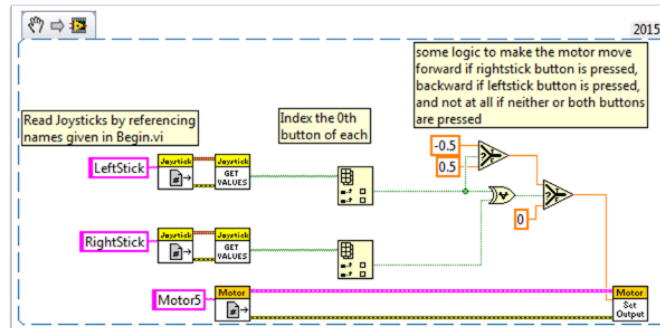 2015
some logic to make the motor move
forward if rightstick button is pressed,
backward if leftstick button is pressed,
and not at all if neither or both buttons
are pressed
Read Joysticks by referencing
names given in Begin.vi
Index the 0th
button of each
LeftStick
Joystick
Joystick
GET
VALUES
-0.5
0.5
?
?
0
RightStick
Joystick
Joystick
GET
VALUES
Motor5
Motor
Motor
Set
Output